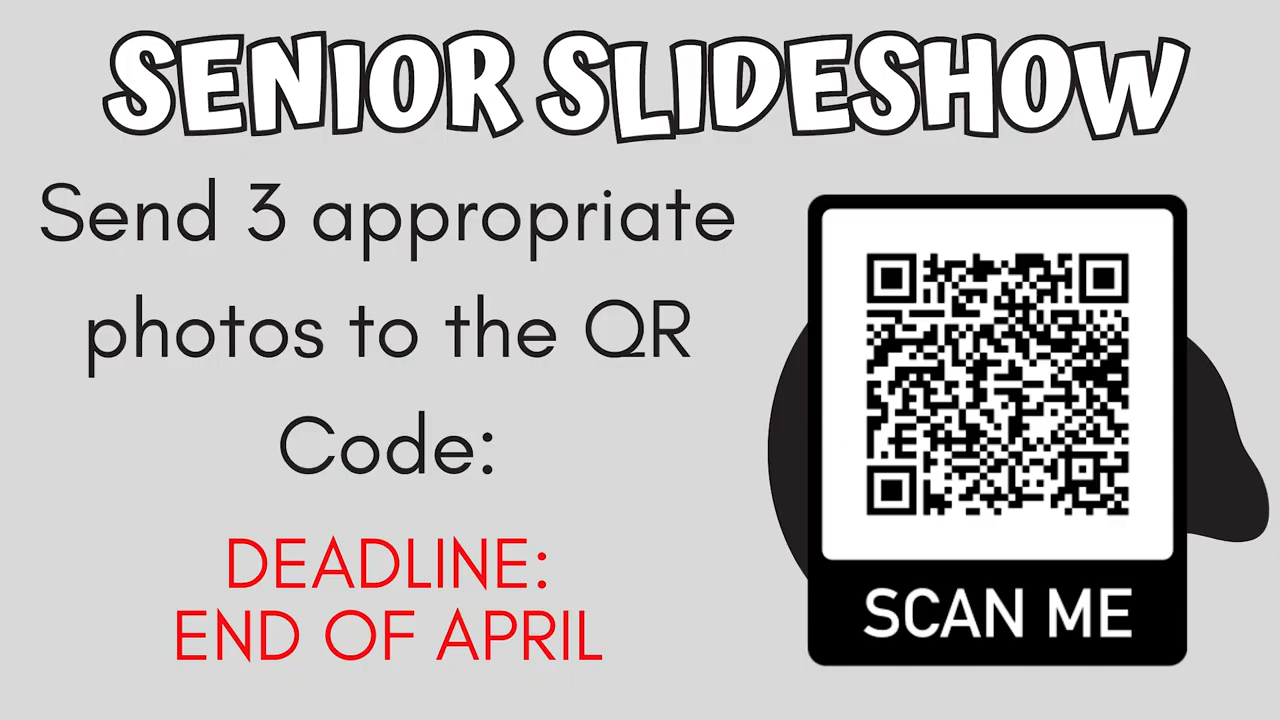 SENIOR SLIDESHOW
Send 3 appropriate
photos to the QR
Code:
DEADLINE:
END OF APRIL
SCAN ME